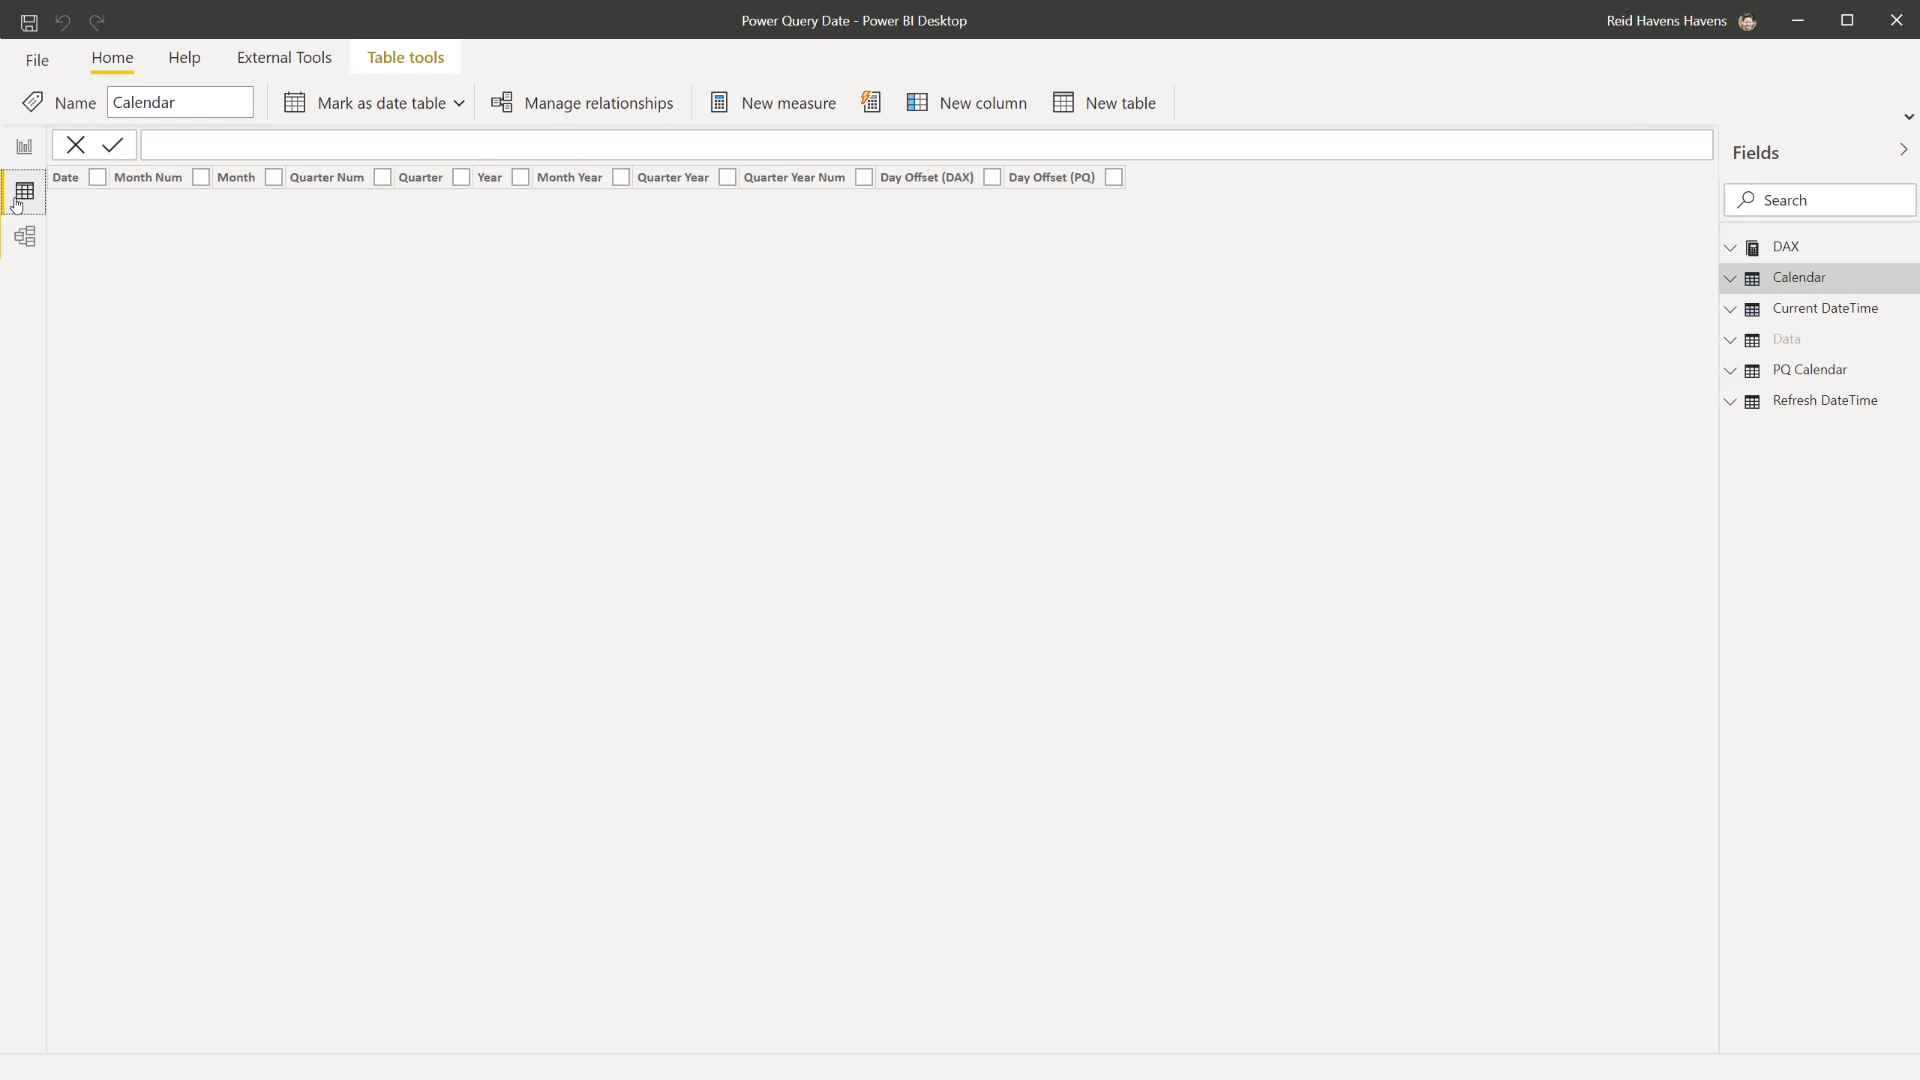 Power Query Date - Power BI Desktop
Reid Havens Havens
File
Home
Help
External Tools
Table tools
Name
Calendar
Mark as date table
Manage relationships
New measure
New column
New table
Date
Month Num
Month
Quarter Num
Quarter
Year
Month Year
Quarter Year
Quarter Year Num
Day Offset (DAX)
Day Offset (PQ)
Fields
Search
DAX
Calendar
Current DateTime
Data
PQ Calendar
Refresh DateTime